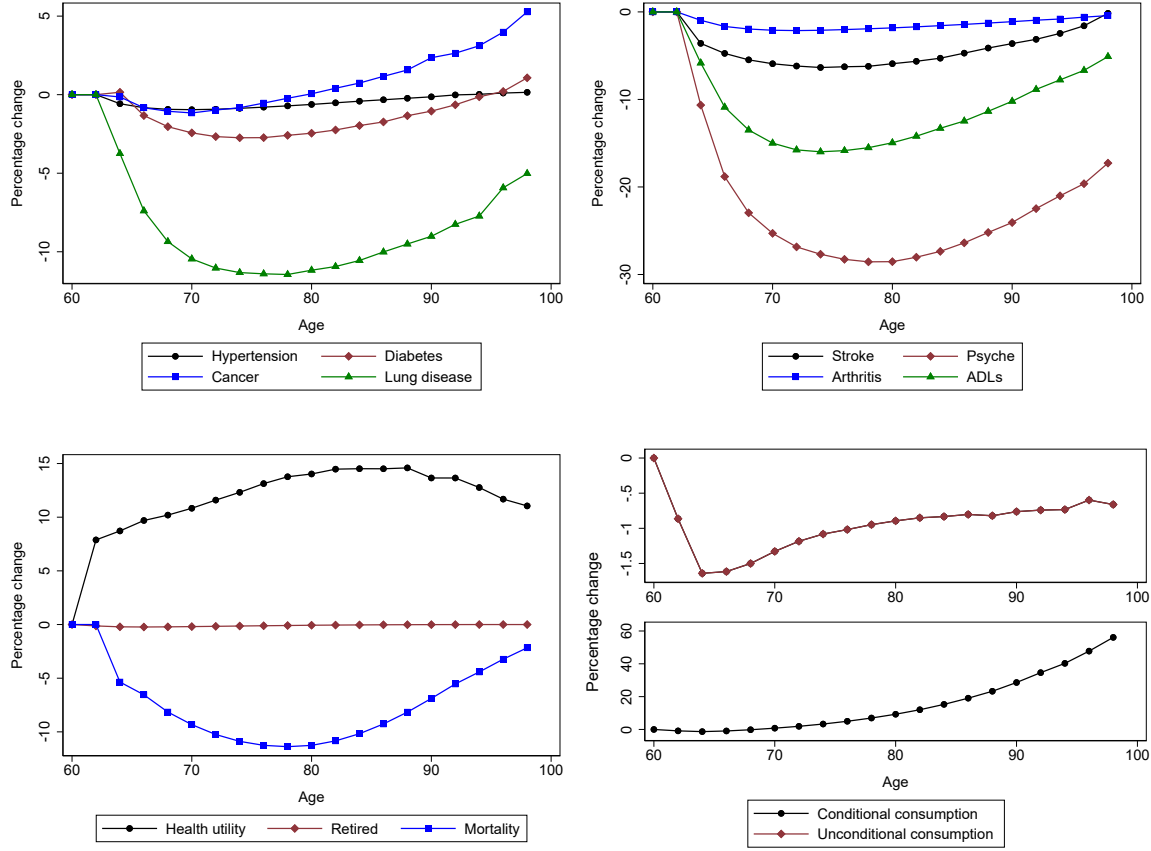 Percentage change
5
0
-5
-10
60
70
80
90
100
Age
Hypertension
Diabetes
Cancer
Lung disease
Percentage change
0
-10
-20
-30
60
70
80
90
100
Age
Stroke
Psyche
Arthritis
ADLs
Percentage change
15
10
5
0
-5
-10
60
70
80
90
100
Age
Health utility
Retired
Mortality
Percentage change
0
-.5
-1
-1.5
60
70
80
90
100
60
40
20
0
60
70
80
90
100
Age
Conditional consumption
Unconditional consumption